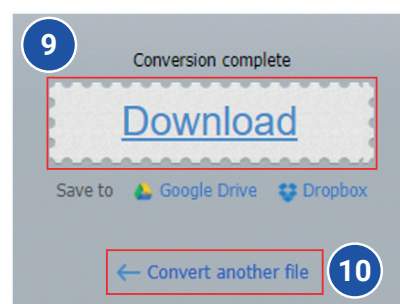 9
Conversion complete
Download
Save to Google Drive Dropbox
← Convert another file
10